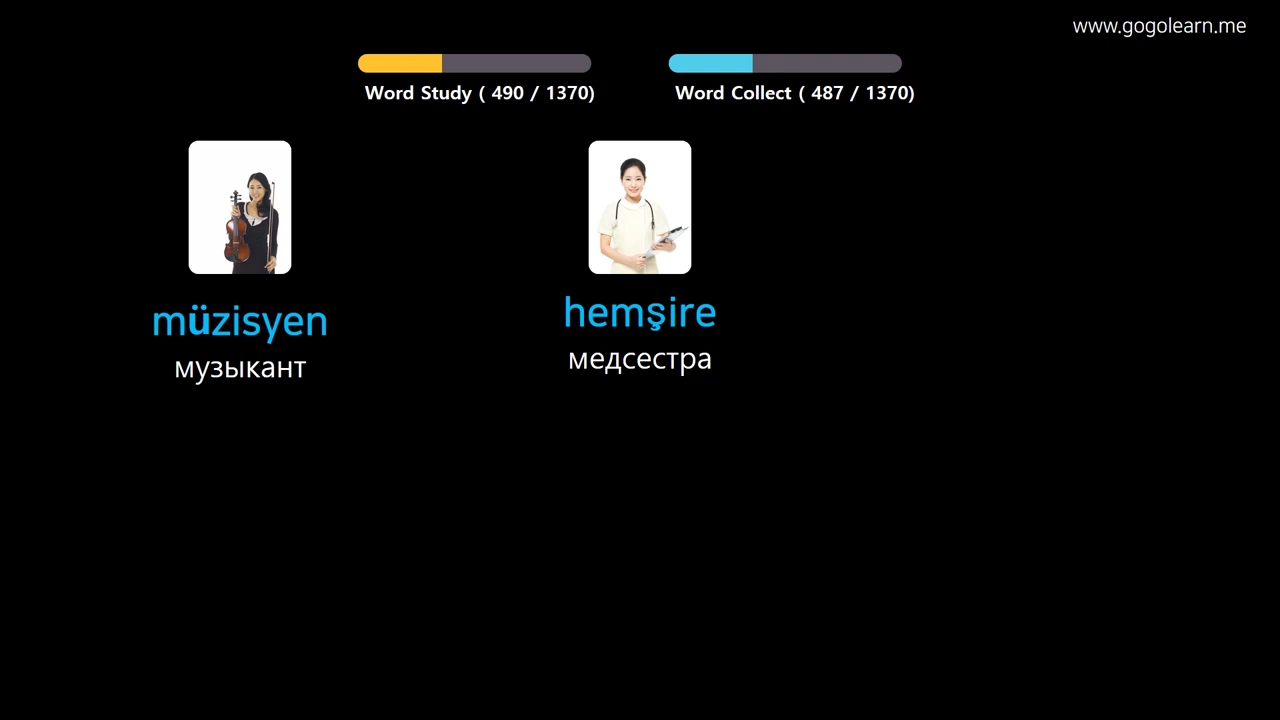 www.gogolearn.me
Word Study ( 490 / 1370)
Word Collect ( 487 / 1370)
müzisyen
музыкант
hemşire
медсестра